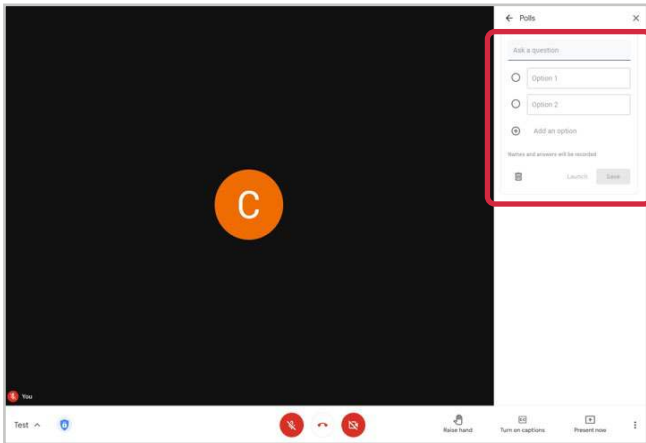 Polls
Ask a question
Option 1
Option 2
Add an option
Names and answers will be recorded
Launch Save
C
You
Test
Raise hand
Turn on captions
Present now